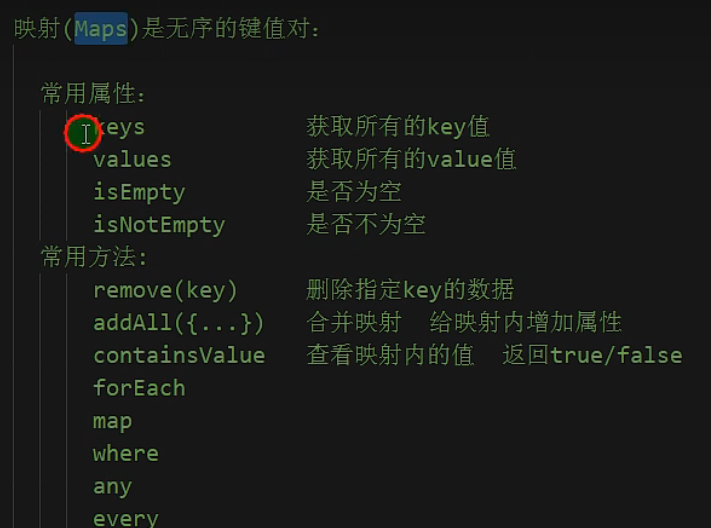 映射(Maps)是无序的键值对:
常用属性:
keys 获取所有的key值
values 获取所有的value值
isEmpty 是否为空
isNotEmpty 是否不为空
常用方法:
remove(key) 删除指定key的数据
addAll({...}) 合并映射 给映射内增加属性
containsValue 查看映射内的值 返回true/false
forEach
map
where
any
every